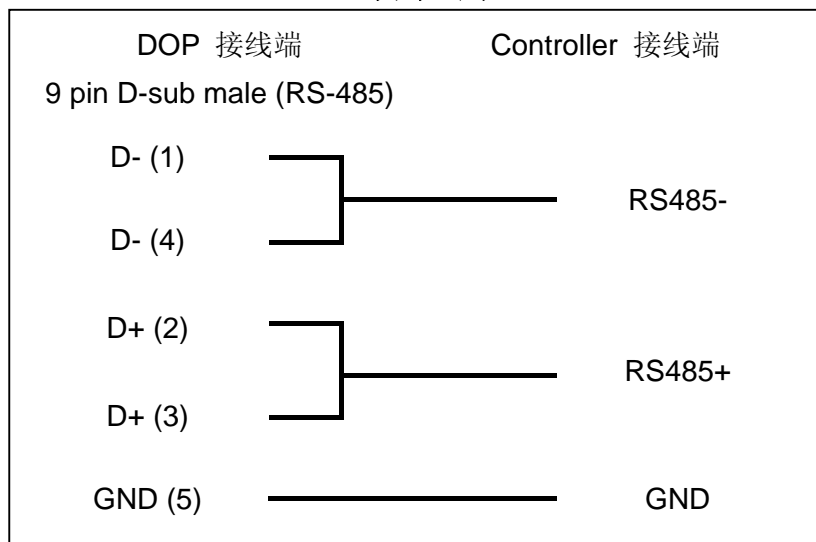 DOP 接线端 Controller 接线端
9 pin D-sub male (RS-485)
D- (1)
RS485-
D- (4)
D+ (2)
RS485+
D+ (3)
GND (5) GND